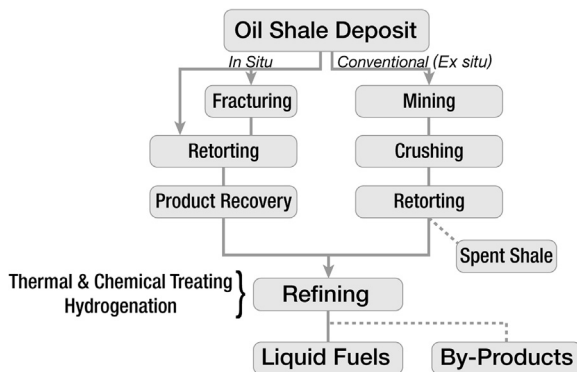 Oil Shale Deposit
In Situ
Conventional (Ex situ)
Fracturing
Mining
Retorting
Crushing
Product Recovery
Retorting
Spent Shale
Thermal & Chemical Treating
Hydrogenation
Refining
Liquid Fuels
By-Products